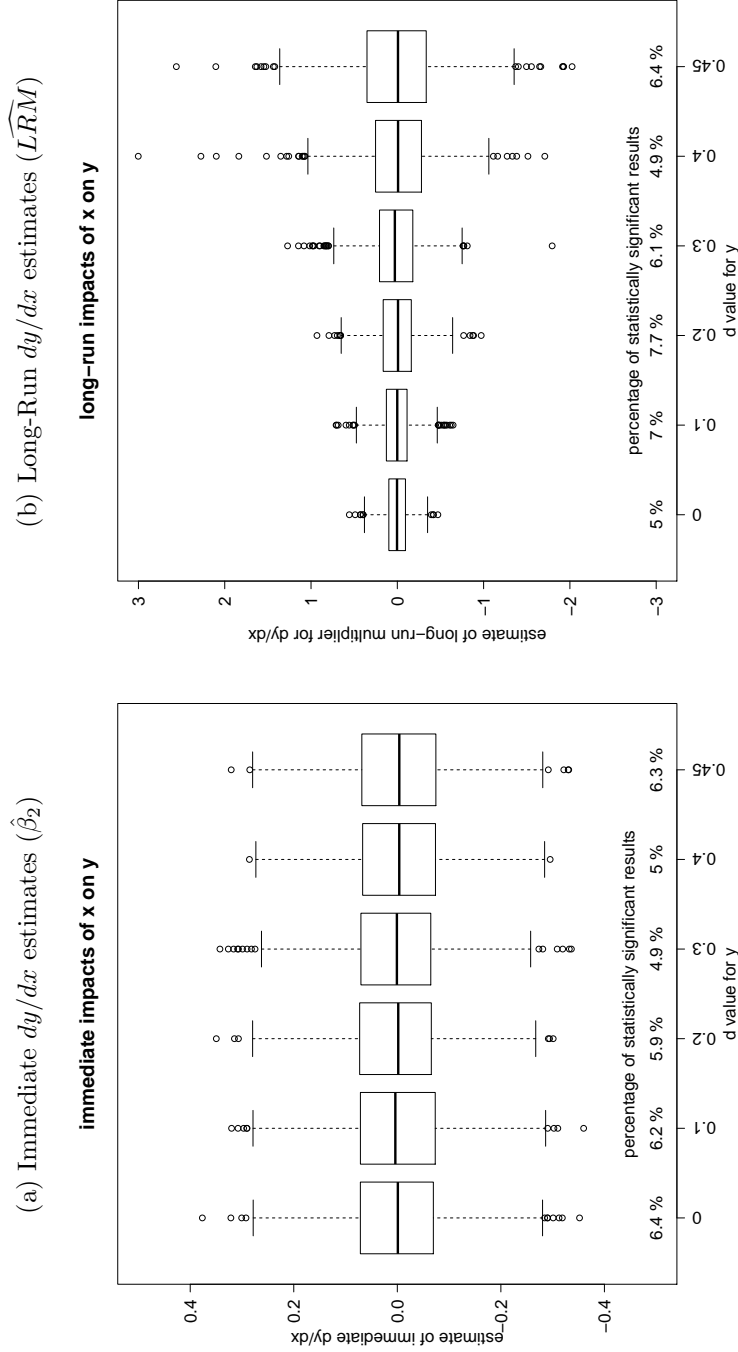 (a) Immediate dy/dx estimates (β̂₂)
immediate impacts of x on y
estimate of immediate dy/dx
0.4
0.2
0.0
−0.2
−0.4
percentage of statistically significant results
6.4 % 6.2 % 5.9 % 4.9 % 5 % 6.3 %
0 0.1 0.2 0.3 0.4 0.45
d value for y
(b) Long-Run dy/dx estimates (L͡RM)
long−run impacts of x on y
estimate of long−run multiplier for dy/dx
3
2
1
0
−1
−2
−3
percentage of statistically significant results
5 % 7 % 7.7 % 6.1 % 4.9 % 6.4 %
0 0.1 0.2 0.3 0.4 0.45
d value for y